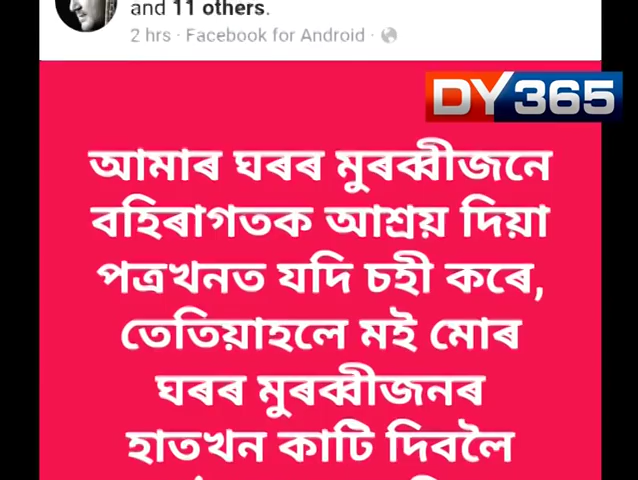 and 11 others.
2 hrs · Facebook for Android ·
DY365
আমাৰ ঘৰৰ মুৰব্বীজনে
বহিৰাগতক আশ্ৰয় দিয়া
পত্ৰখনত যদি চহী কৰে,
তেতিয়াহলে মই মোৰ
ঘৰৰ মুৰব্বীজনৰ
হাতখন কাটি দিবলৈ